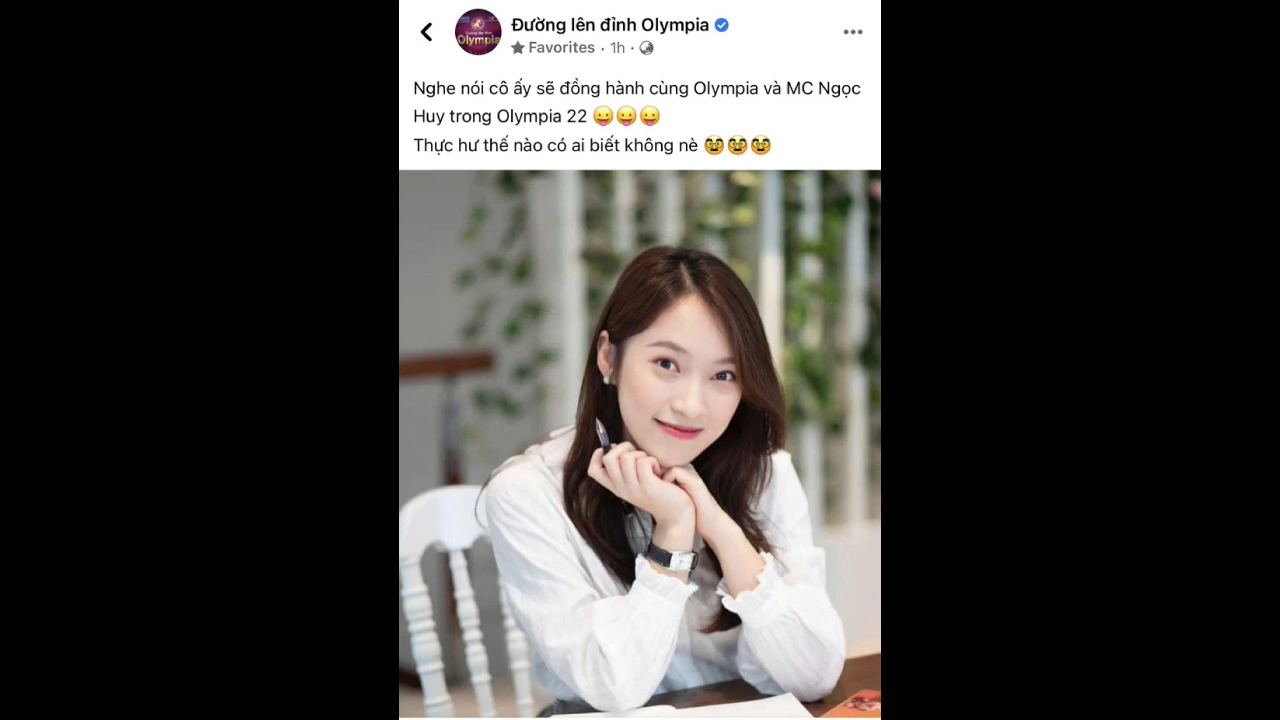 Đường lên đỉnh Olympia
Favorites · 1h ·
Nghe nói cô ấy sẽ đồng hành cùng Olympia và MC Ngọc
Huy trong Olympia 22 😛😛😛
Thực hư thế nào có ai biết không nè 🥸🥸🥸
Olympia